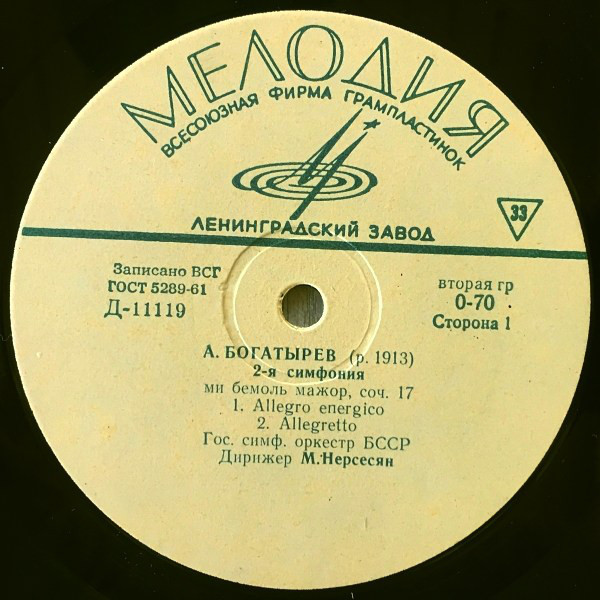 МЕЛОДИЯ
ВСЕСОЮЗНАЯ ФИРМА ГРАМПЛАСТИНОК
ЛЕНИНГРАДСКИЙ ЗАВОД
33
Записано ВСГ
ГОСТ 5289-61
Д-11119
вторая гр
0-70
Сторона 1
А. БОГАТЫРЕВ (р. 1913)
2-я симфония
ми бемоль мажор, соч. 17
1. Allegro energico
2. Allegretto
Гос. симф. оркестр БССР
Дирижер М. Нерсесян